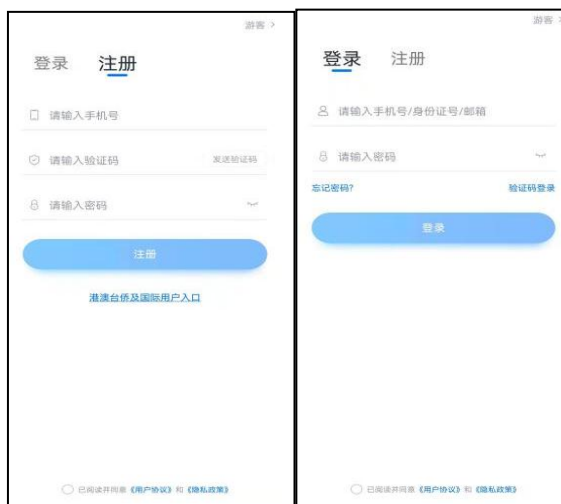 游客 >
登录 注册
请输入手机号
请输入验证码 发送验证码
请输入密码
注册
港澳台侨及国际用户入口
已阅读并同意《用户协议》和《隐私政策》
游客 >
登录 注册
请输入手机号/身份证号/邮箱
请输入密码
忘记密码? 验证码登录
登录
已阅读并同意《用户协议》和《隐私政策》